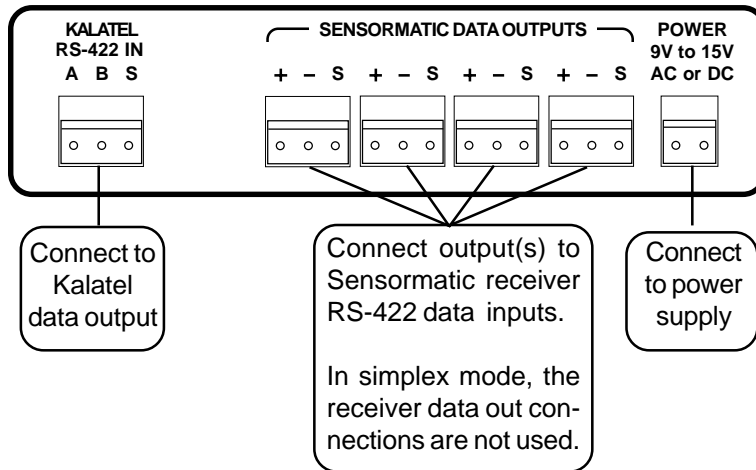 KALATEL
RS-422 IN
A B S
SENSORMATIC DATA OUTPUTS
+ – S + – S + – S + – S
POWER
9V to 15V
AC or DC
Connect to
Kalatel
data output
Connect output(s) to
Sensormatic receiver
RS-422 data inputs.
In simplex mode, the
receiver data out con-
nections are not used.
Connect
to power
supply